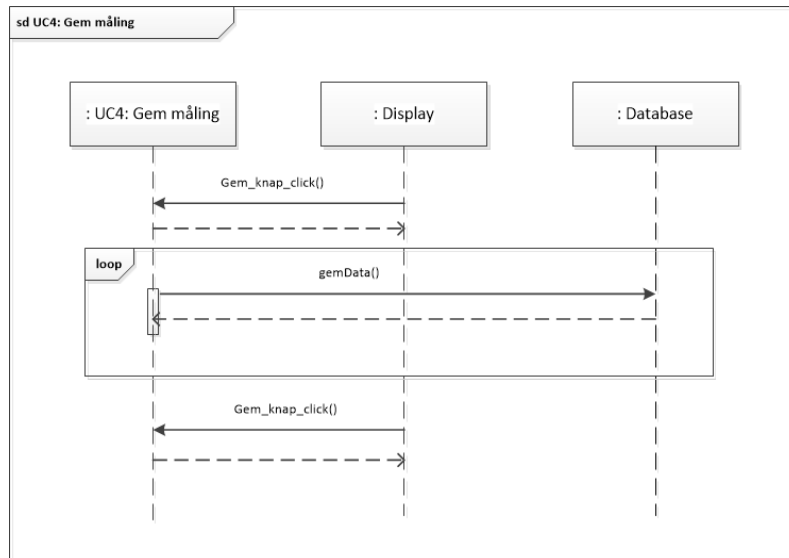 sd UC4: Gem måling
: UC4: Gem måling
: Display
: Database
Gem_knap_click()
loop
gemData()
Gem_knap_click()